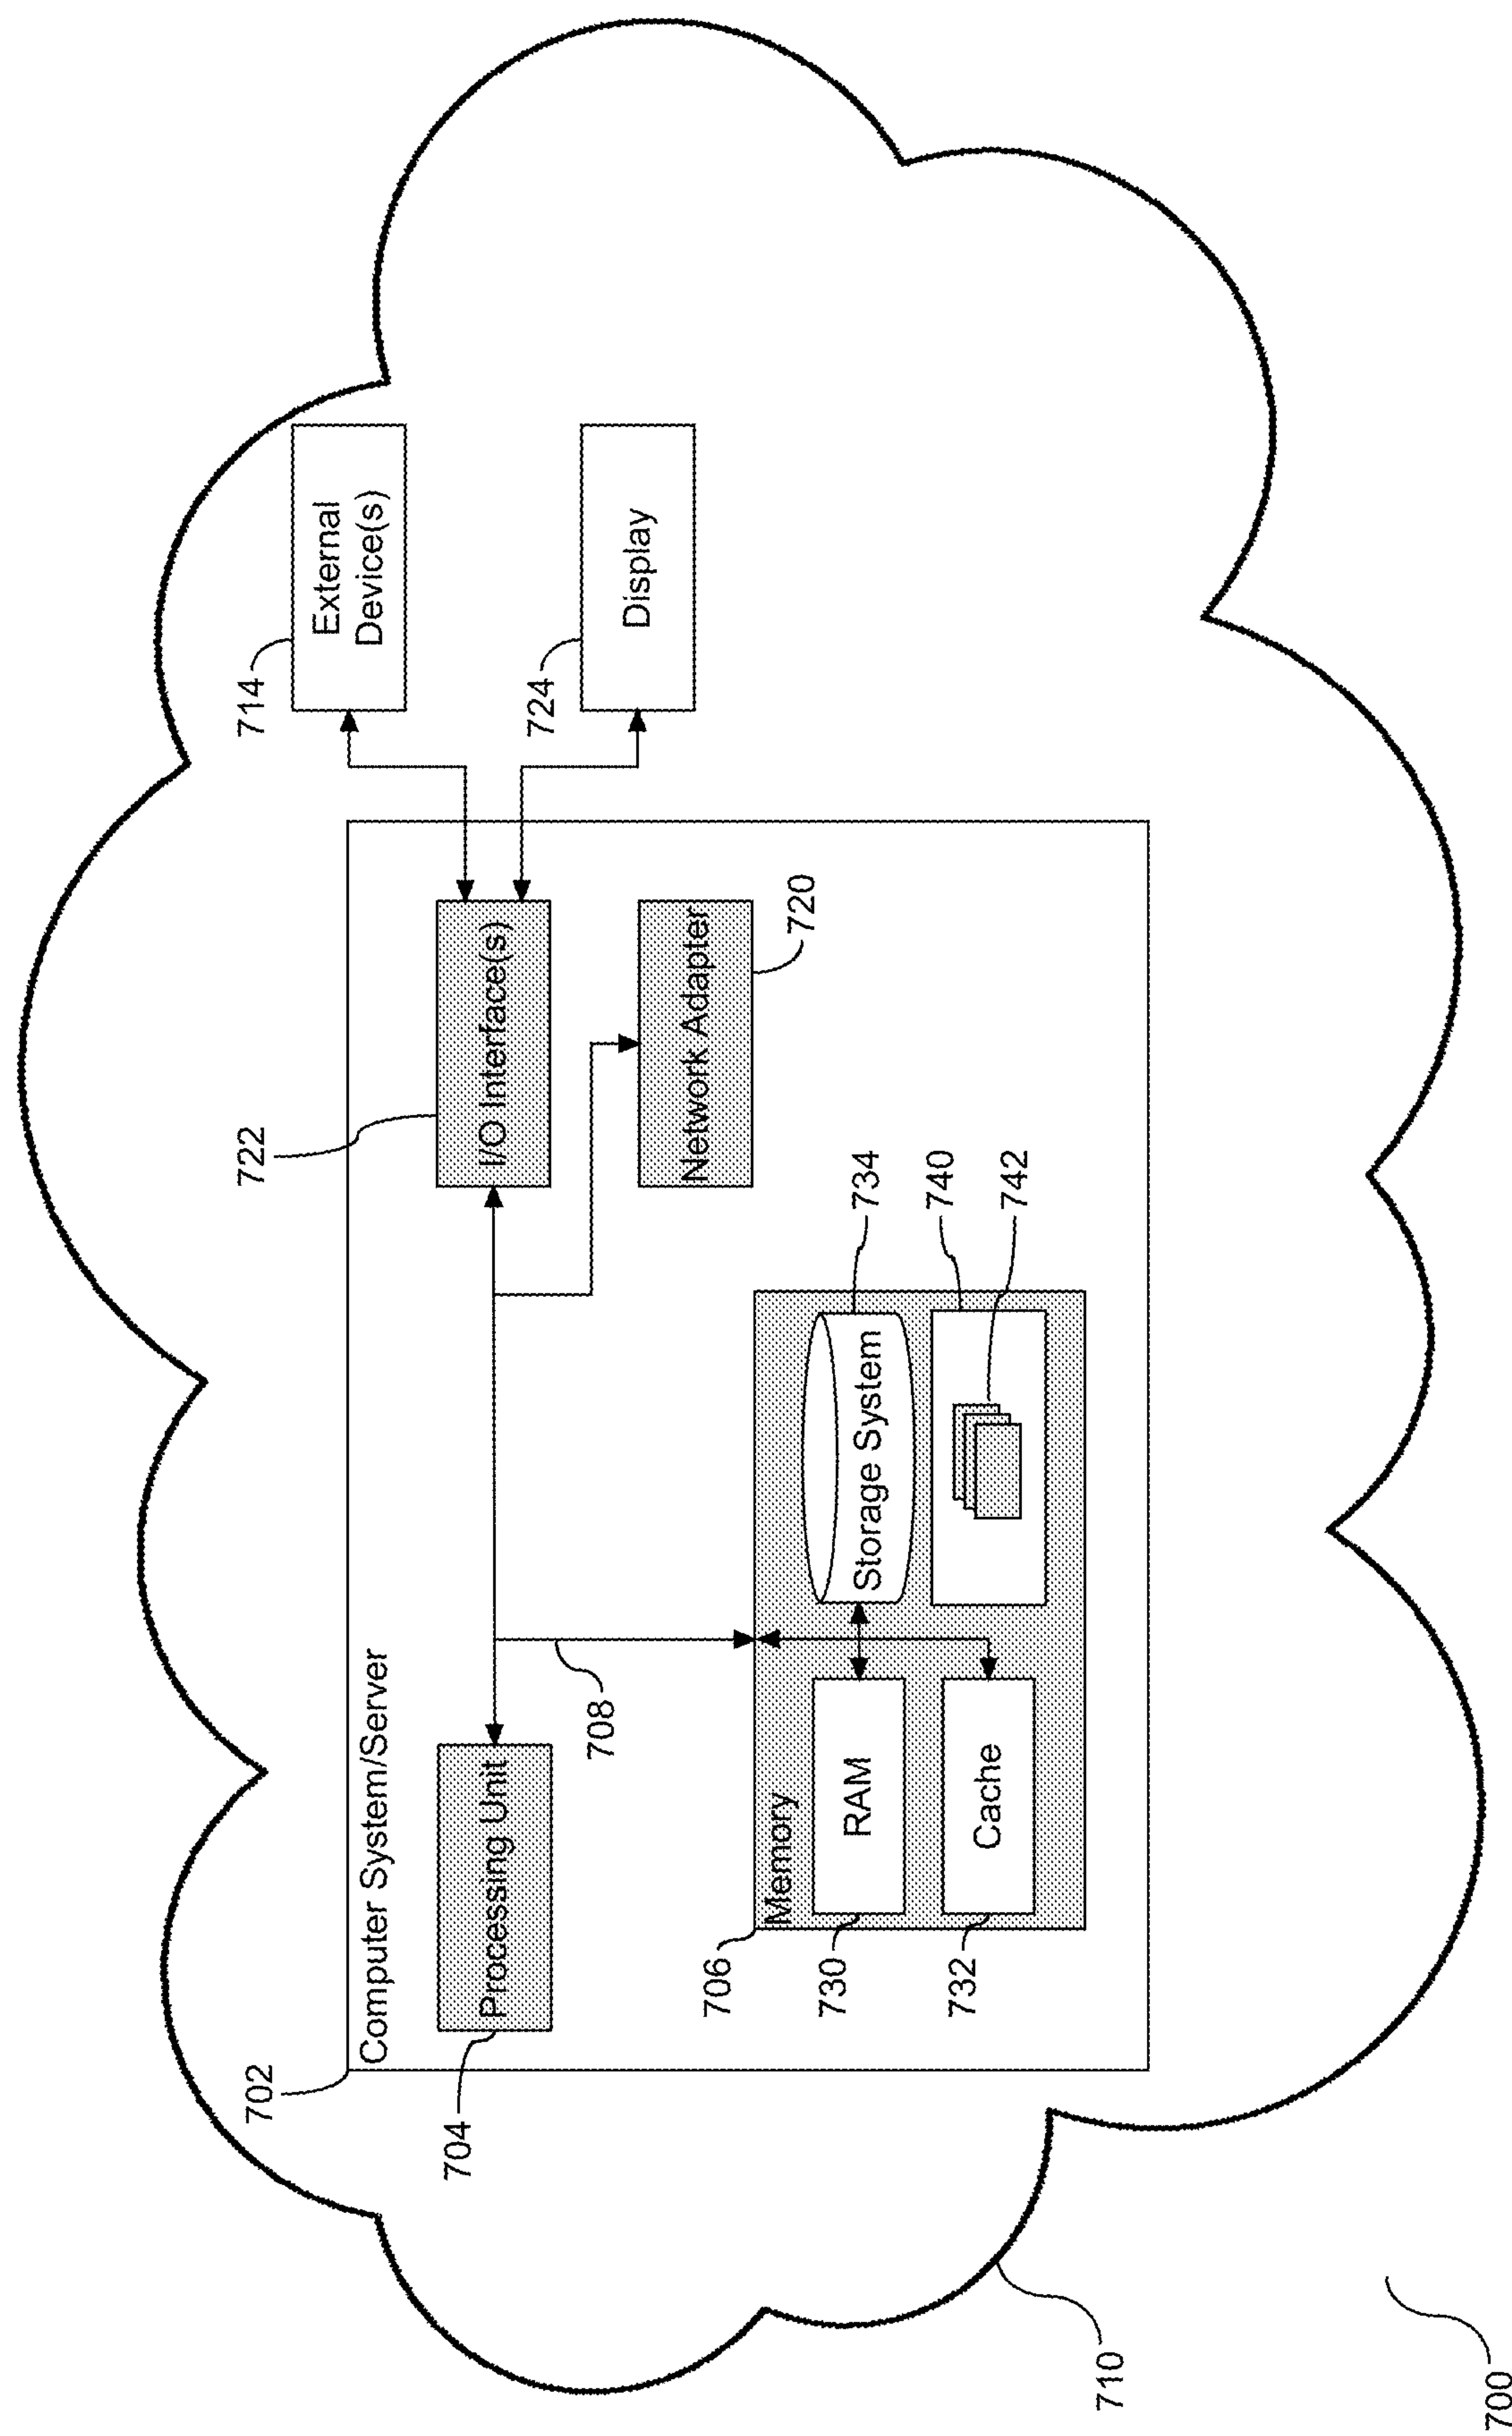 702
Computer System/Server
704
Processing Unit
708
722
I/O Interface(s)
714
External
Device(s)
724
Display
Network Adapter
720
706
Memory
730
RAM
732
Cache
Storage System
734
740
742
710
700